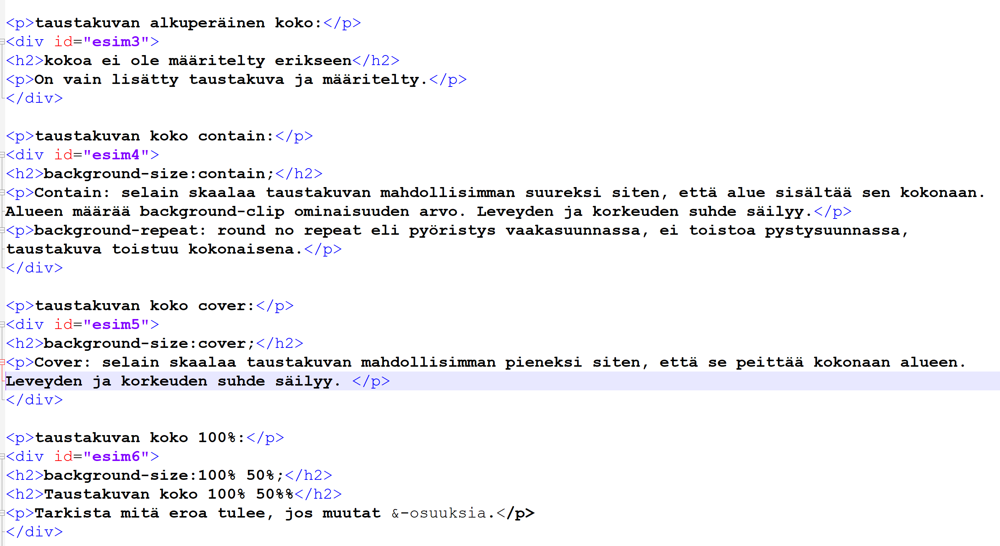 <p>taustakuvan alkuperäinen koko:</p>
<div id="esim3">
<h2>kokoa ei ole määritelty erikseen</h2>
<p>On vain lisätty taustakuva ja määritelty.</p>
</div>
<p>taustakuvan koko contain:</p>
<div id="esim4">
<h2>background-size:contain;</h2>
<p>Contain: selain skaalaa taustakuvan mahdollisimman suureksi siten, että alue sisältää sen kokonaan.
Alueen määrää background-clip ominaisuuden arvo. Leveyden ja korkeuden suhde säilyy.</p>
<p>background-repeat: round no repeat eli pyöristys vaakasuunnassa, ei toistoa pystysuunnassa,
taustakuva toistuu kokonaisena.</p>
</div>
<p>taustakuvan koko cover:</p>
<div id="esim5">
<h2>background-size:cover;</h2>
<p>Cover: selain skaalaa taustakuvan mahdollisimman pieneksi siten, että se peittää kokonaan alueen.
Leveyden ja korkeuden suhde säilyy. </p>
</div>
<p>taustakuvan koko 100%:</p>
<div id="esim6">
<h2>background-size:100% 50%;</h2>
<h2>Taustakuvan koko 100% 50%%</h2>
<p>Tarkista mitä eroa tulee, jos muutat &-osuuksia.</p>
</div>